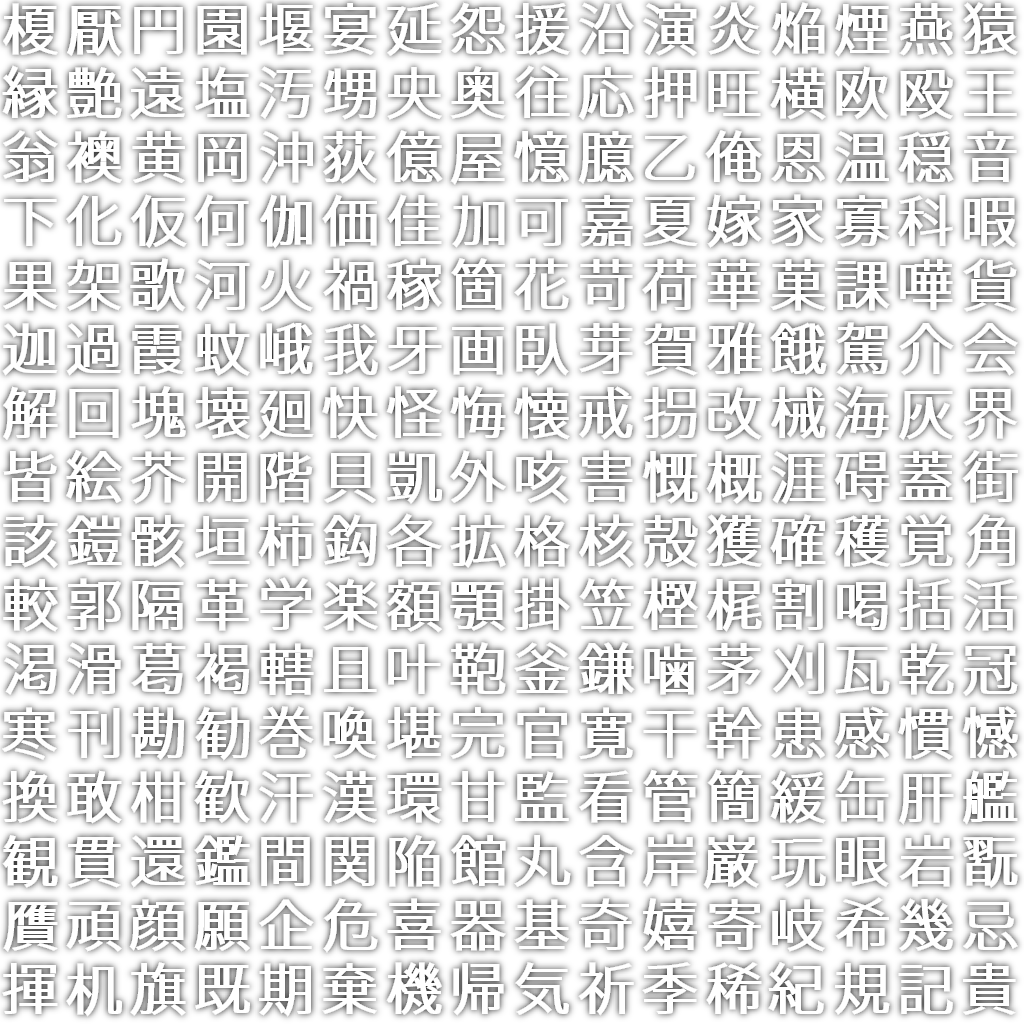 榎厭円園堰宴延怨援沿演炎焔煙燕猿
縁艶遠塩汚甥央奥往応押旺横欧殴王
翁襖黄岡沖荻億屋憶臆乙俺恩温穏音
下化仮何伽価佳加可嘉夏嫁家寡科暇
果架歌河火禍稼箇花苛荷華菓課嘩貨
迦過霞蚊峨我牙画臥芽賀雅餓駕介会
解回塊壊廻快怪悔懐戒拐改械海灰界
皆絵芥開階貝凱外咳害慨概涯碍蓋街
該鎧骸垣柿鈎各拡格核殻獲確穫覚角
較郭隔革学楽額顎掛笠樫梶割喝括活
渇滑葛褐轄且叶鞄釜鎌噛茅刈瓦乾冠
寒刊勘勧巻喚堪完官寛干幹患感慣憾
換敢柑歓汗漢環甘監看管簡緩缶肝艦
観貫還鑑間関陥館丸含岸巌玩眼岩翫
贋頑顔願企危喜器基奇嬉寄岐希幾忌
揮机旗既期棄機帰気祈季稀紀規記貴